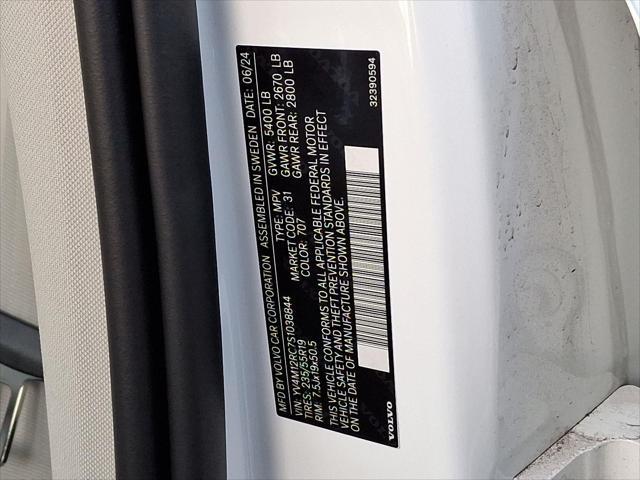 MFD BY VOLVO CAR CORPORATION ASSEMBLED IN SWEDEN DATE: 06/24
VIN: YV4M12RC7S1038844 TYPE: MPV GVWR: 5400 LB
TIRES: 235/55R19 MARKET CODE: 31 GAWR FRONT: 2670 LB
RIM: 7.5Jx19x50.5 COLOR: 707 GAWR REAR: 2800 LB
THIS VEHICLE CONFORMS TO ALL APPLICABLE FEDERAL MOTOR
VEHICLE SAFETY AND THEFT PREVENTION STANDARDS IN EFFECT
ON THE DATE OF MANUFACTURE SHOWN ABOVE.
VOLVO 32390594